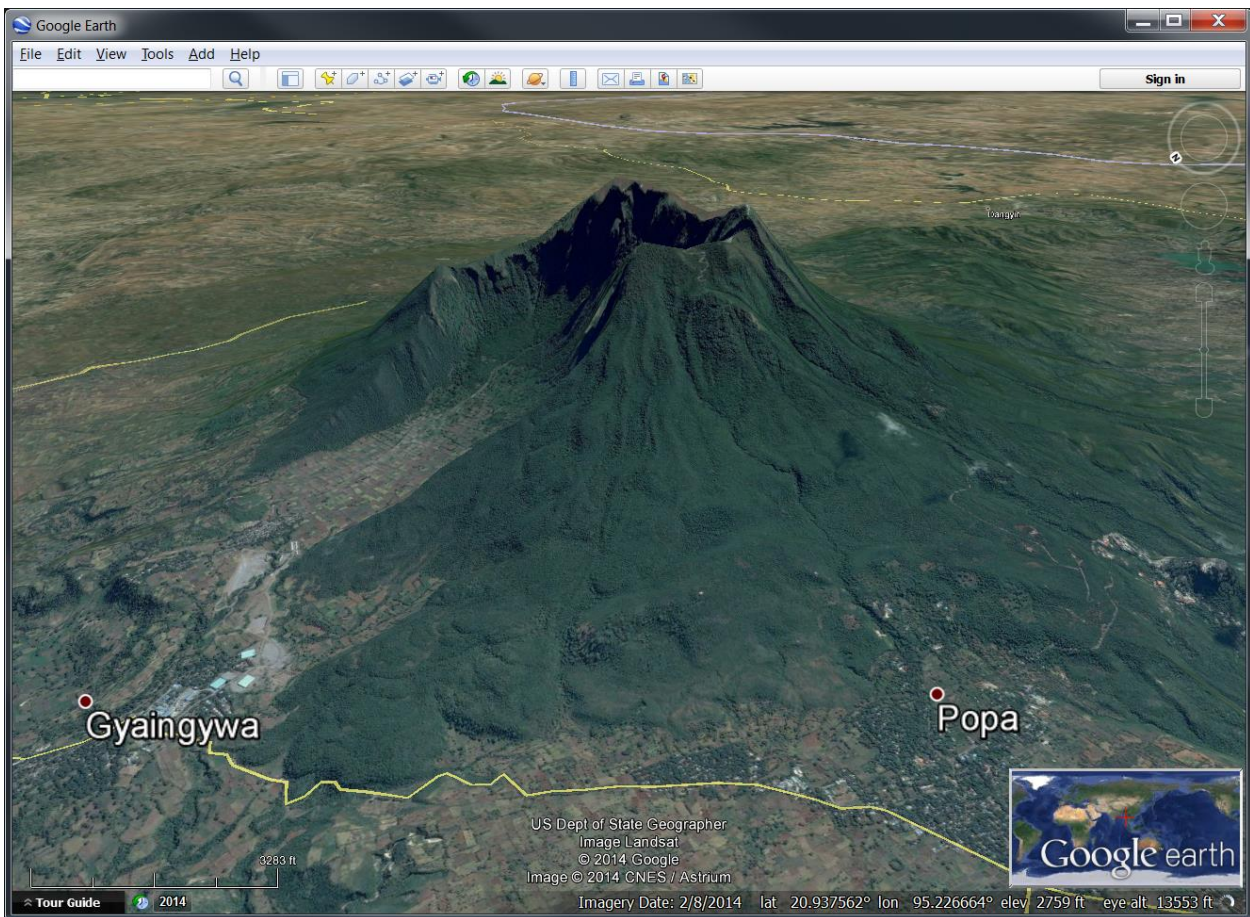 Google Earth
File Edit View Tools Add Help
Sign in
N
Gyaingywa
Popa
US Dept of State Geographer
Image Landsat
© 2014 Google
Image © 2014 CNES / Astrium
3283 ft
Google earth
Tour Guide 2014 Imagery Date: 2/8/2014 lat 20.937562° lon 95.226664° elev 2759 ft eye alt 13553 ft